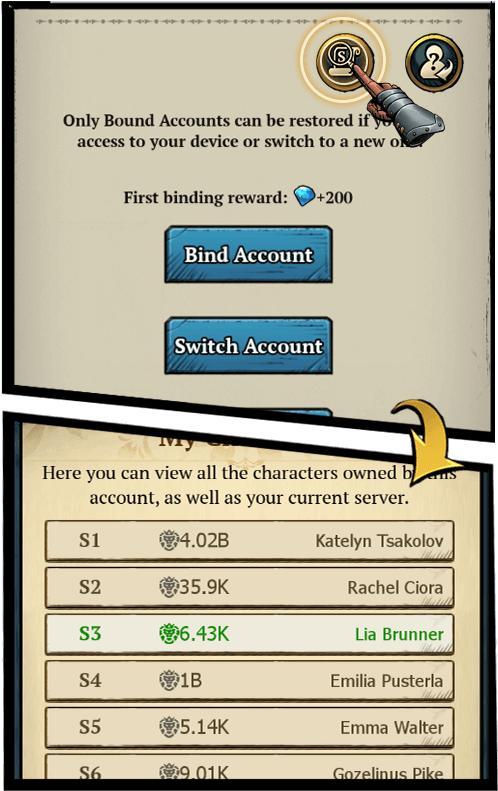 Only Bound Accounts can be restored if
access to your device or switch to a new
First binding reward: +200
Bind Account
Switch Account
My
Here you can view all the characters owned by this
account, as well as your current server.
S1 4.02B Katelyn Tsakolov
S2 35.9K Rachel Ciora
S3 6.43K Lia Brunner
S4 1B Emilia Pusterla
S5 5.14K Emma Walter
S6 9.01K Gozelinus Pike